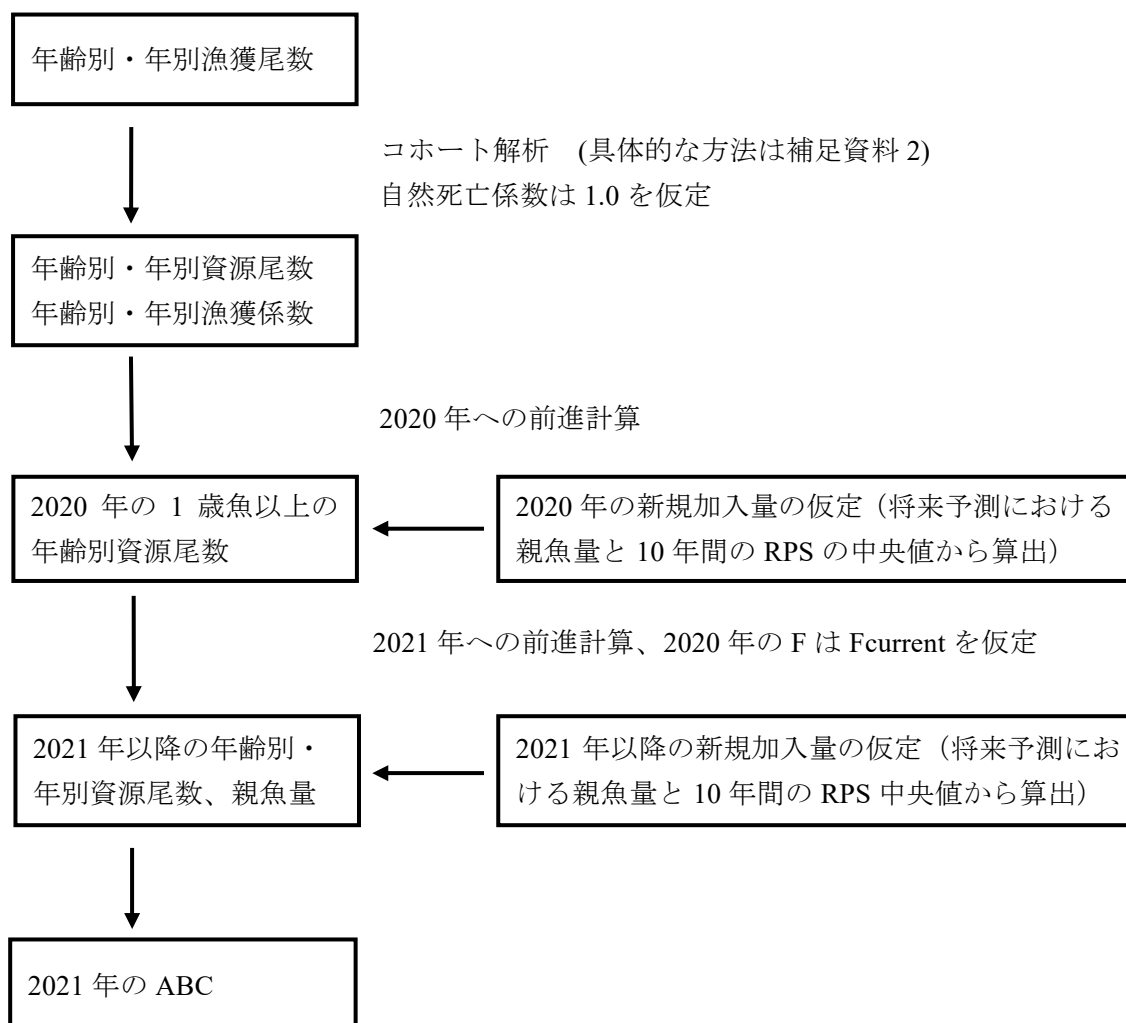 年齢別・年別漁獲尾数
コホート解析　(具体的な方法は補足資料 2)
自然死亡係数は 1.0 を仮定
年齢別・年別資源尾数
年齢別・年別漁獲係数
2020 年への前進計算
2020 年の 1 歳魚以上の
年齢別資源尾数
2020 年の新規加入量の仮定（将来予測における
親魚量と 10 年間の RPS の中央値から算出）
2021 年への前進計算、2020 年の F は Fcurrent を仮定
2021 年以降の年齢別・
年別資源尾数、親魚量
2021 年以降の新規加入量の仮定（将来予測にお
ける親魚量と 10 年間の RPS 中央値から算出）
2021 年の ABC